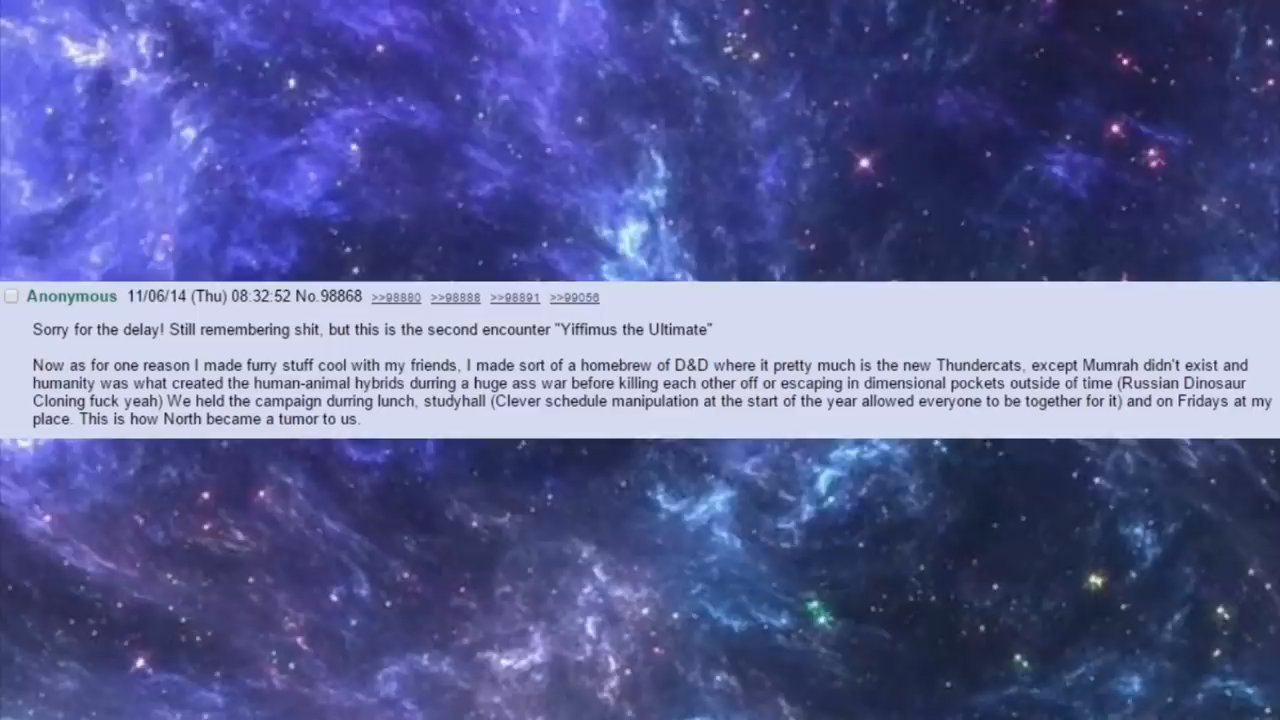 Anonymous 11/06/14 (Thu) 08:32:52 No.98868 >>98880 >>98888 >>98891 >>99056
Sorry for the delay! Still remembering shit, but this is the second encounter "Yiffimus the Ultimate"
Now as for one reason I made furry stuff cool with my friends, I made sort of a homebrew of D&D where it pretty much is the new Thundercats, except Mumrah didn't exist and
humanity was what created the human-animal hybrids durring a huge ass war before killing each other off or escaping in dimensional pockets outside of time (Russian Dinosaur
Cloning fuck yeah) We held the campaign durring lunch, studyhall (Clever schedule manipulation at the start of the year allowed everyone to be together for it) and on Fridays at my
place. This is how North became a tumor to us.